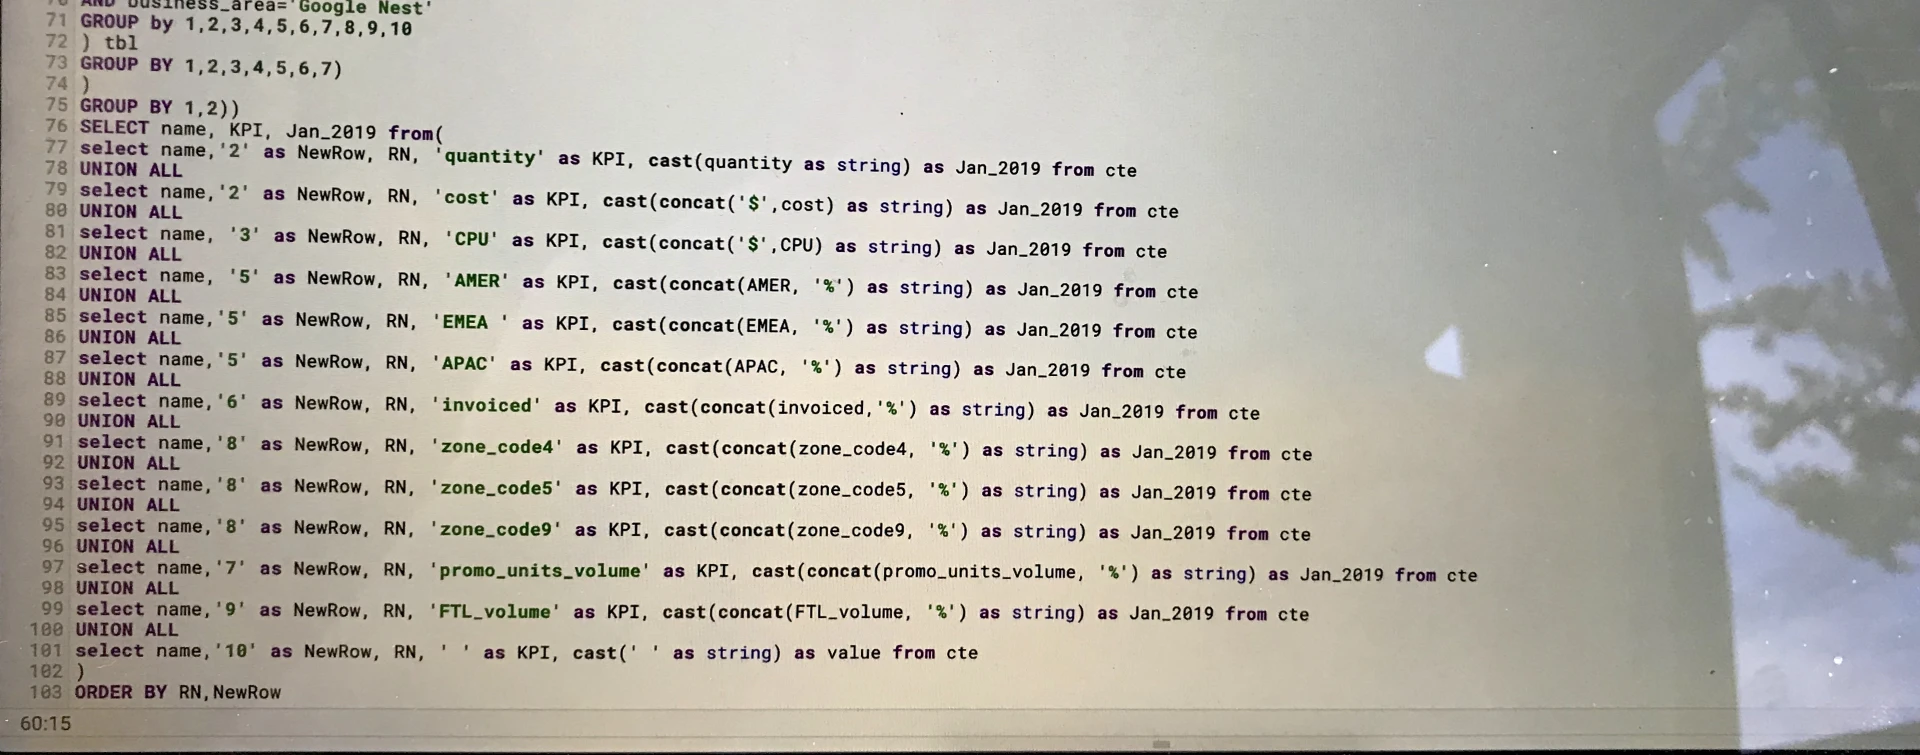 70 AND business_area='Google Nest'
71 GROUP by 1,2,3,4,5,6,7,8,9,10
72 ) tbl
73 GROUP BY 1,2,3,4,5,6,7)
74 )
75 GROUP BY 1,2))
76 SELECT name, KPI, Jan_2019 from(
77 select name,'2' as NewRow, RN, 'quantity' as KPI, cast(quantity as string) as Jan_2019 from cte
78 UNION ALL
79 select name,'2' as NewRow, RN, 'cost' as KPI, cast(concat('$',cost) as string) as Jan_2019 from cte
80 UNION ALL
81 select name, '3' as NewRow, RN, 'CPU' as KPI, cast(concat('$',CPU) as string) as Jan_2019 from cte
82 UNION ALL
83 select name, '5' as NewRow, RN, 'AMER' as KPI, cast(concat(AMER, '%') as string) as Jan_2019 from cte
84 UNION ALL
85 select name,'5' as NewRow, RN, 'EMEA ' as KPI, cast(concat(EMEA, '%') as string) as Jan_2019 from cte
86 UNION ALL
87 select name,'5' as NewRow, RN, 'APAC' as KPI, cast(concat(APAC, '%') as string) as Jan_2019 from cte
88 UNION ALL
89 select name,'6' as NewRow, RN, 'invoiced' as KPI, cast(concat(invoiced,'%') as string) as Jan_2019 from cte
90 UNION ALL
91 select name,'8' as NewRow, RN, 'zone_code4' as KPI, cast(concat(zone_code4, '%') as string) as Jan_2019 from cte
92 UNION ALL
93 select name,'8' as NewRow, RN, 'zone_code5' as KPI, cast(concat(zone_code5, '%') as string) as Jan_2019 from cte
94 UNION ALL
95 select name,'8' as NewRow, RN, 'zone_code9' as KPI, cast(concat(zone_code9, '%') as string) as Jan_2019 from cte
96 UNION ALL
97 select name,'7' as NewRow, RN, 'promo_units_volume' as KPI, cast(concat(promo_units_volume, '%') as string) as Jan_2019 from cte
98 UNION ALL
99 select name,'9' as NewRow, RN, 'FTL_volume' as KPI, cast(concat(FTL_volume, '%') as string) as Jan_2019 from cte
100 UNION ALL
101 select name,'10' as NewRow, RN, ' ' as KPI, cast(' ' as string) as value from cte
102 )
103 ORDER BY RN,NewRow
60:15